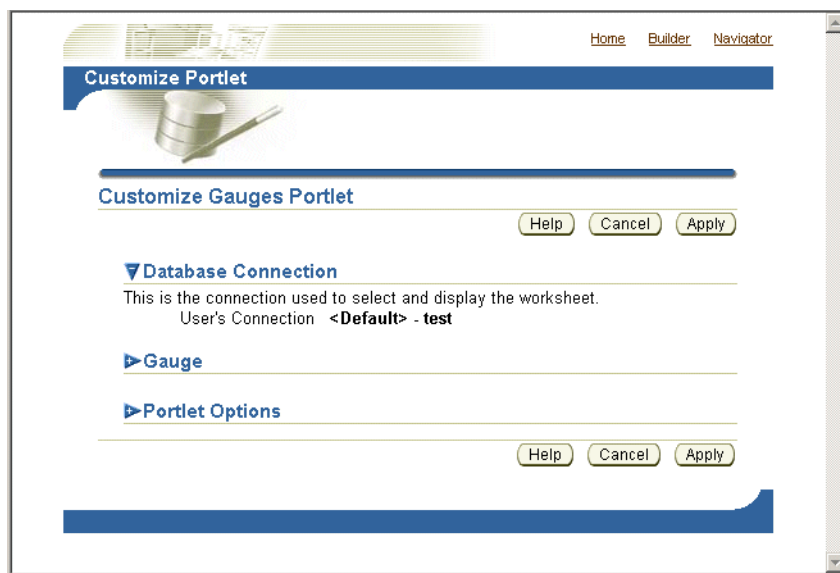 Home Builder Navigator
Customize Portlet
Customize Gauges Portlet
Help Cancel Apply
Database Connection
This is the connection used to select and display the worksheet.
User's Connection <Default> - test
Gauge
Portlet Options
Help Cancel Apply